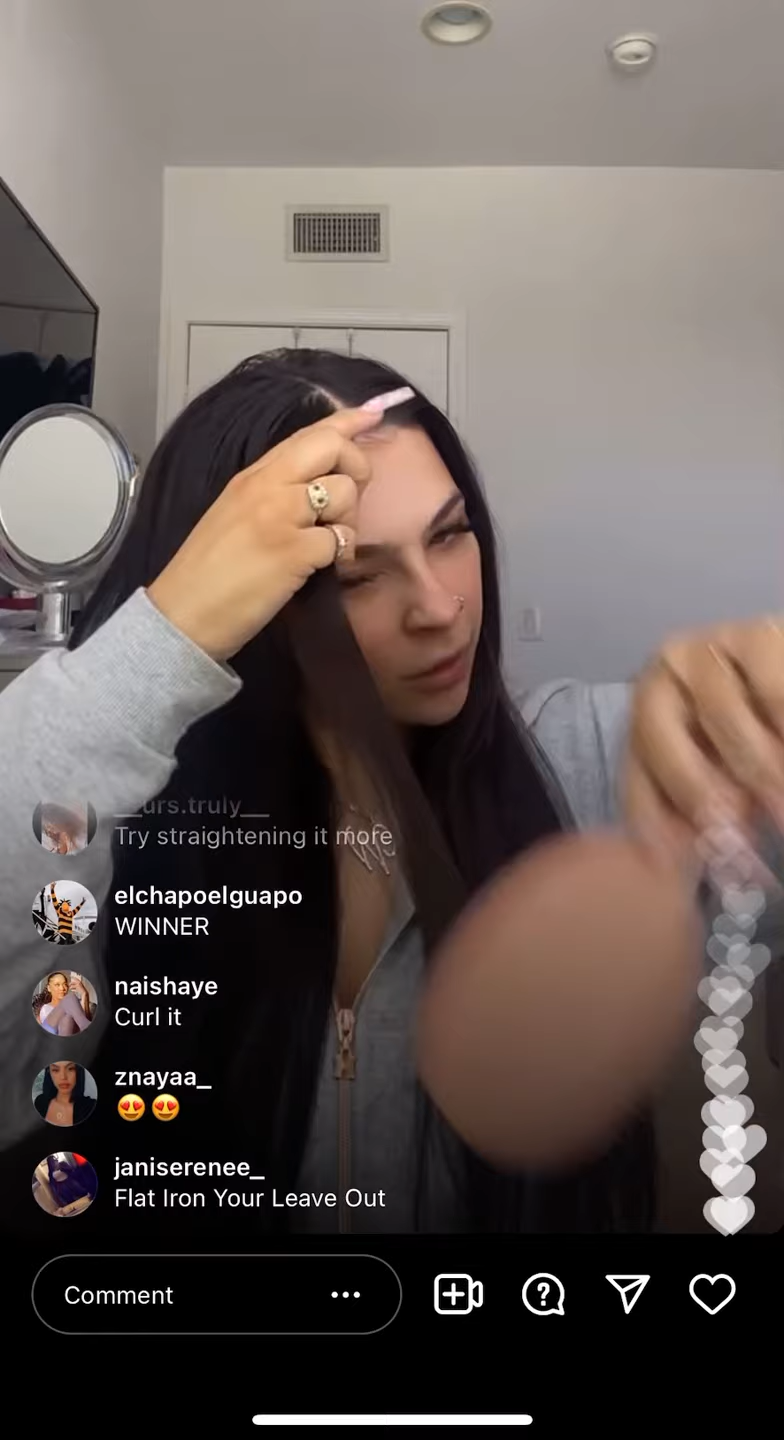 Try straightening it more
elchapoelguapo
WINNER
naishaye
Curl it
znayaa_
😍😍
janiserenee_
Flat Iron Your Leave Out
Comment